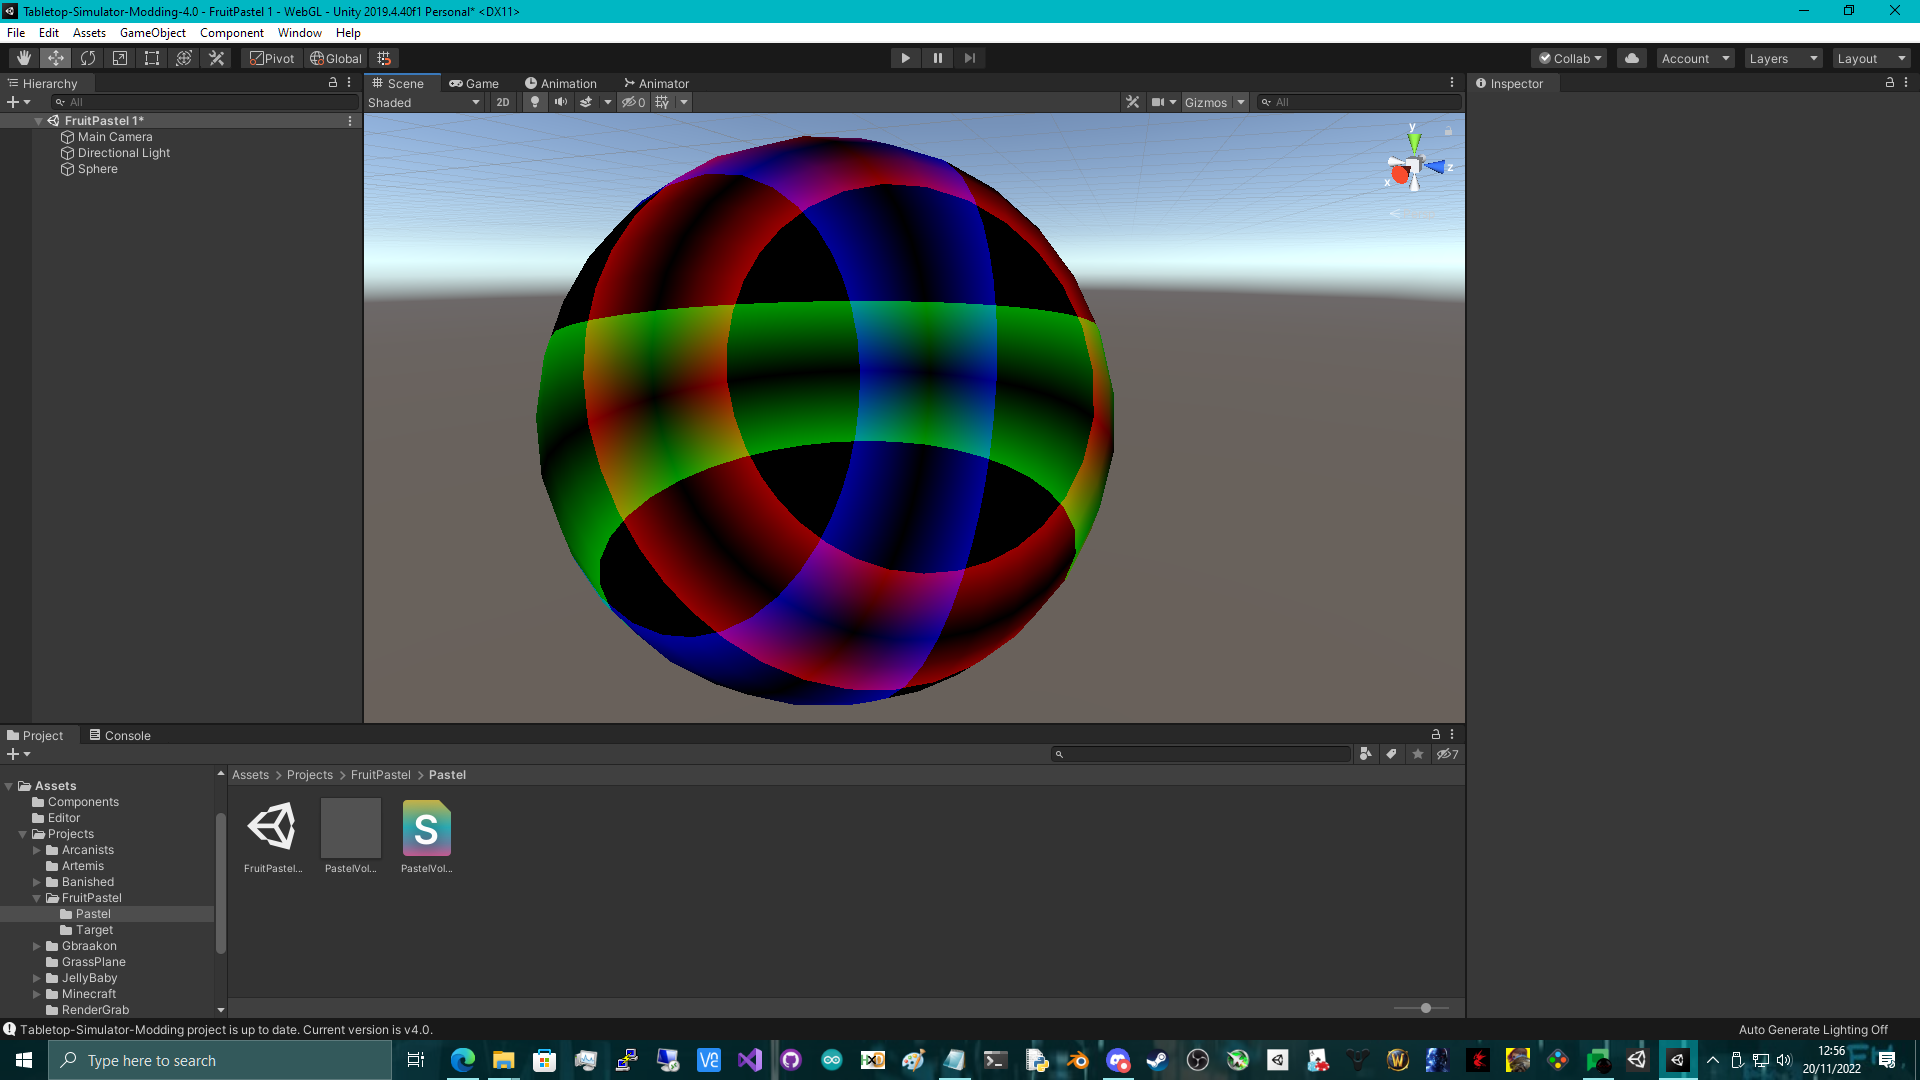 Tabletop-Simulator-Modding-4.0 - FruitPastel 1 - WebGL - Unity 2019.4.40f1 Personal* <DX11>
File Edit Assets GameObject Component Window Help
Pivot Global Collab Account Layers Layout
Hierarchy Scene Game Animation Animator Inspector
All Shaded 2D 0 Gizmos All
FruitPastel 1*
Main Camera
Directional Light
Sphere
y
z
x
Project Console
7
Assets > Projects > FruitPastel > Pastel
Assets
Components
Editor
Projects
Arcanists
Artemis
Banished
FruitPastel
Pastel
Target
Gbraakon
GrassPlane
JellyBaby
Minecraft
RenderGrab
S
FruitPastel... PastelVol... PastelVol...
Tabletop-Simulator-Modding project is up to date. Current version is v4.0. Auto Generate Lighting Off
Type here to search
12:56
20/11/2022